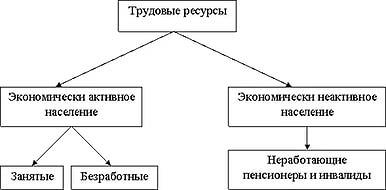 Трудовые ресурсы
Экономически активное
население
Экономически неактивное
население
Занятые
Безработные
Неработающие
пенсионеры и инвалиды